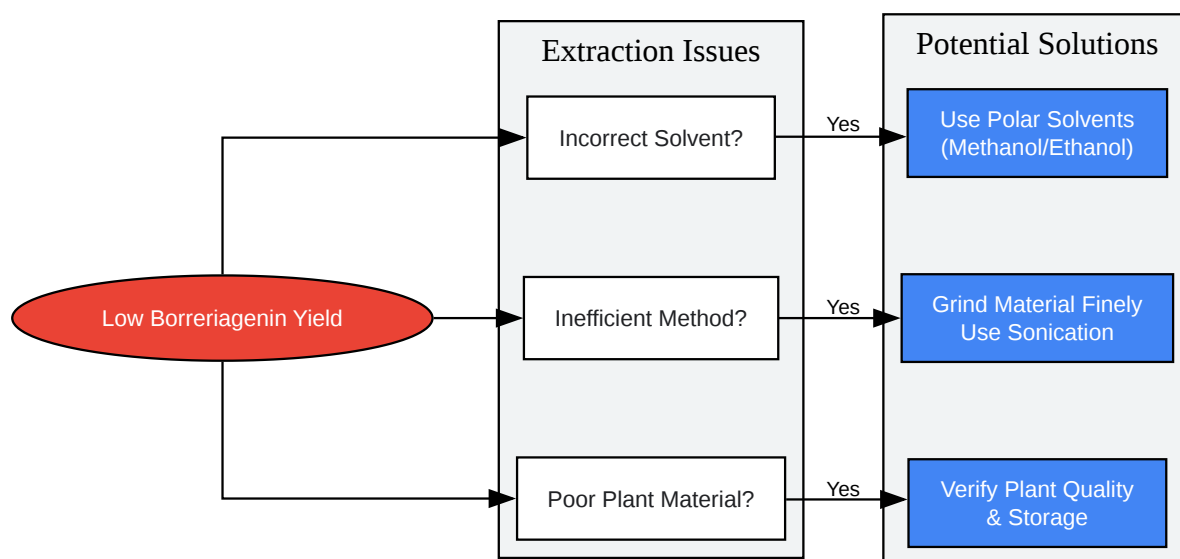 Extraction Issues
Potential Solutions
Incorrect Solvent?
Yes
Use Polar Solvents
(Methanol/Ethanol)
Low Borreriagenin Yield
Inefficient Method?
Yes
Grind Material Finely
Use Sonication
Poor Plant Material?
Yes
Verify Plant Quality
& Storage